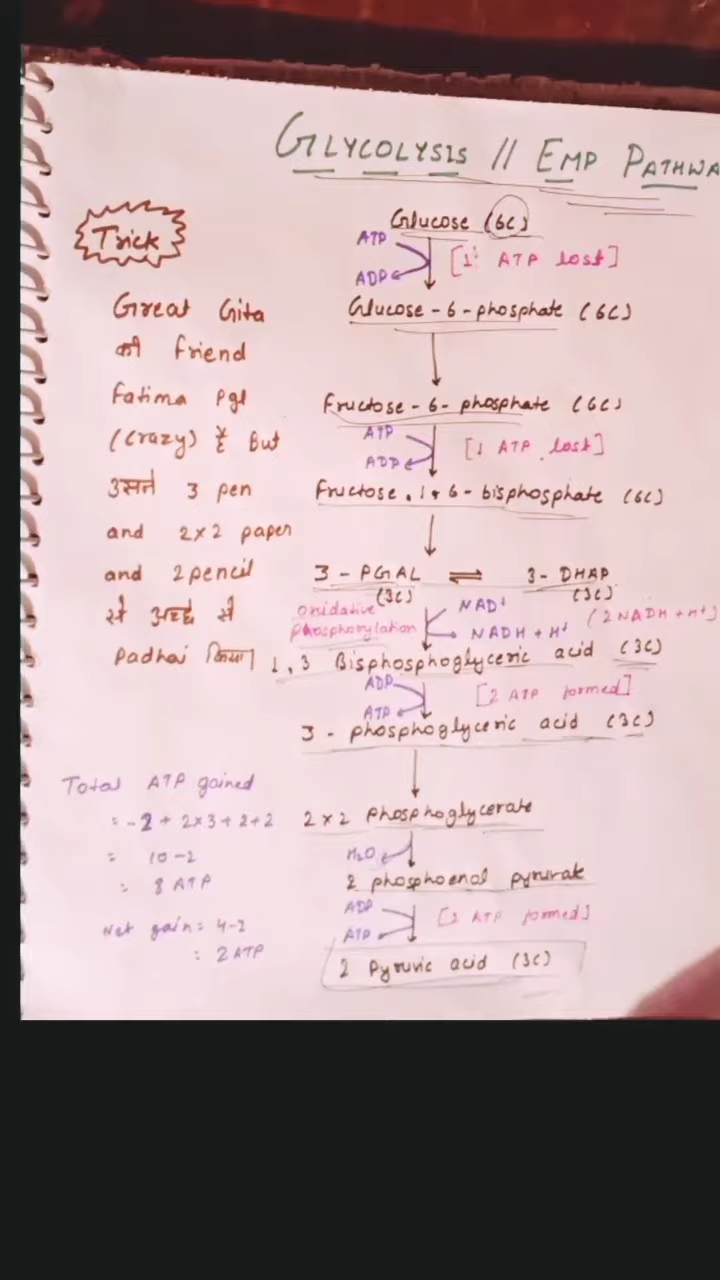 GLYCOLYSIS // EMP PATHWA
Trick
Great Gita
की friend
Fatima Pgl
(Crazy) है But
उसने 3 pen
and 2x2 paper
and 2 pencil
से अच्छे से
Padhai किया।
Total ATP gained
= -2 + 2x3+2+2
= 10-2
= 8 ATP
Net gain = 4-2
= 2 ATP
Glucose (6C)
ATP
ADP
[1 ATP lost]
Glucose-6-phosphate (6C)
Fructose-6-phosphate (6C)
ATP
ADP
[1 ATP lost]
Fructose, 1,6-bisphosphate (6C)
3-PGAL ⇌ 3-DHAP
(3C) (3C)
Oxidative phosphorylation
NAD+
NADH + H+
(2 NADH + H+)
1,3 Bisphosphoglyceric acid (3C)
ADP
ATP
[2 ATP formed]
3-phosphoglyceric acid (3C)
2x2 Phosphoglycerate
H2O
2 phosphoenol pyruvate
ADP
ATP
[2 ATP formed]
2 Pyruvic acid (3C)